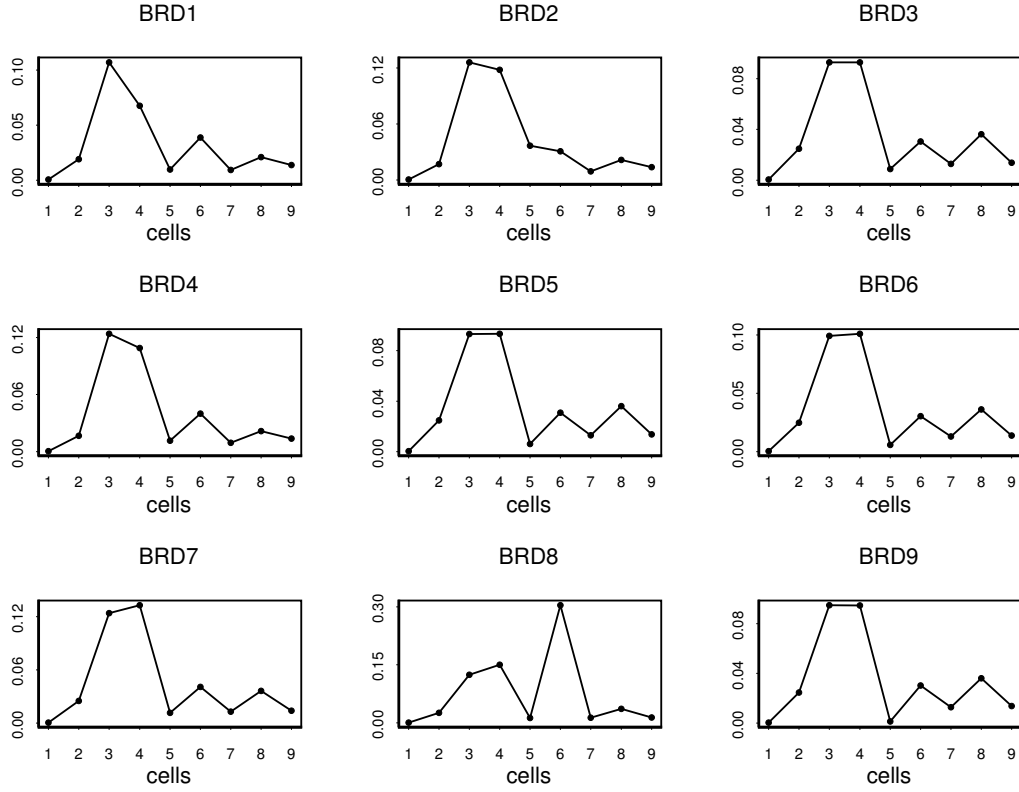 BRD1 BRD2 BRD3
0.00 0.05 0.10
1 2 3 4 5 6 7 8 9
cells
0.00 0.06 0.12
1 2 3 4 5 6 7 8 9
cells
0.00 0.04 0.08
1 2 3 4 5 6 7 8 9
cells
BRD4 BRD5 BRD6
0.00 0.06 0.12
1 2 3 4 5 6 7 8 9
cells
0.00 0.04 0.08
1 2 3 4 5 6 7 8 9
cells
0.00 0.05 0.10
1 2 3 4 5 6 7 8 9
cells
BRD7 BRD8 BRD9
0.00 0.06 0.12
1 2 3 4 5 6 7 8 9
cells
0.00 0.15 0.30
1 2 3 4 5 6 7 8 9
cells
0.00 0.04 0.08
1 2 3 4 5 6 7 8 9
cells